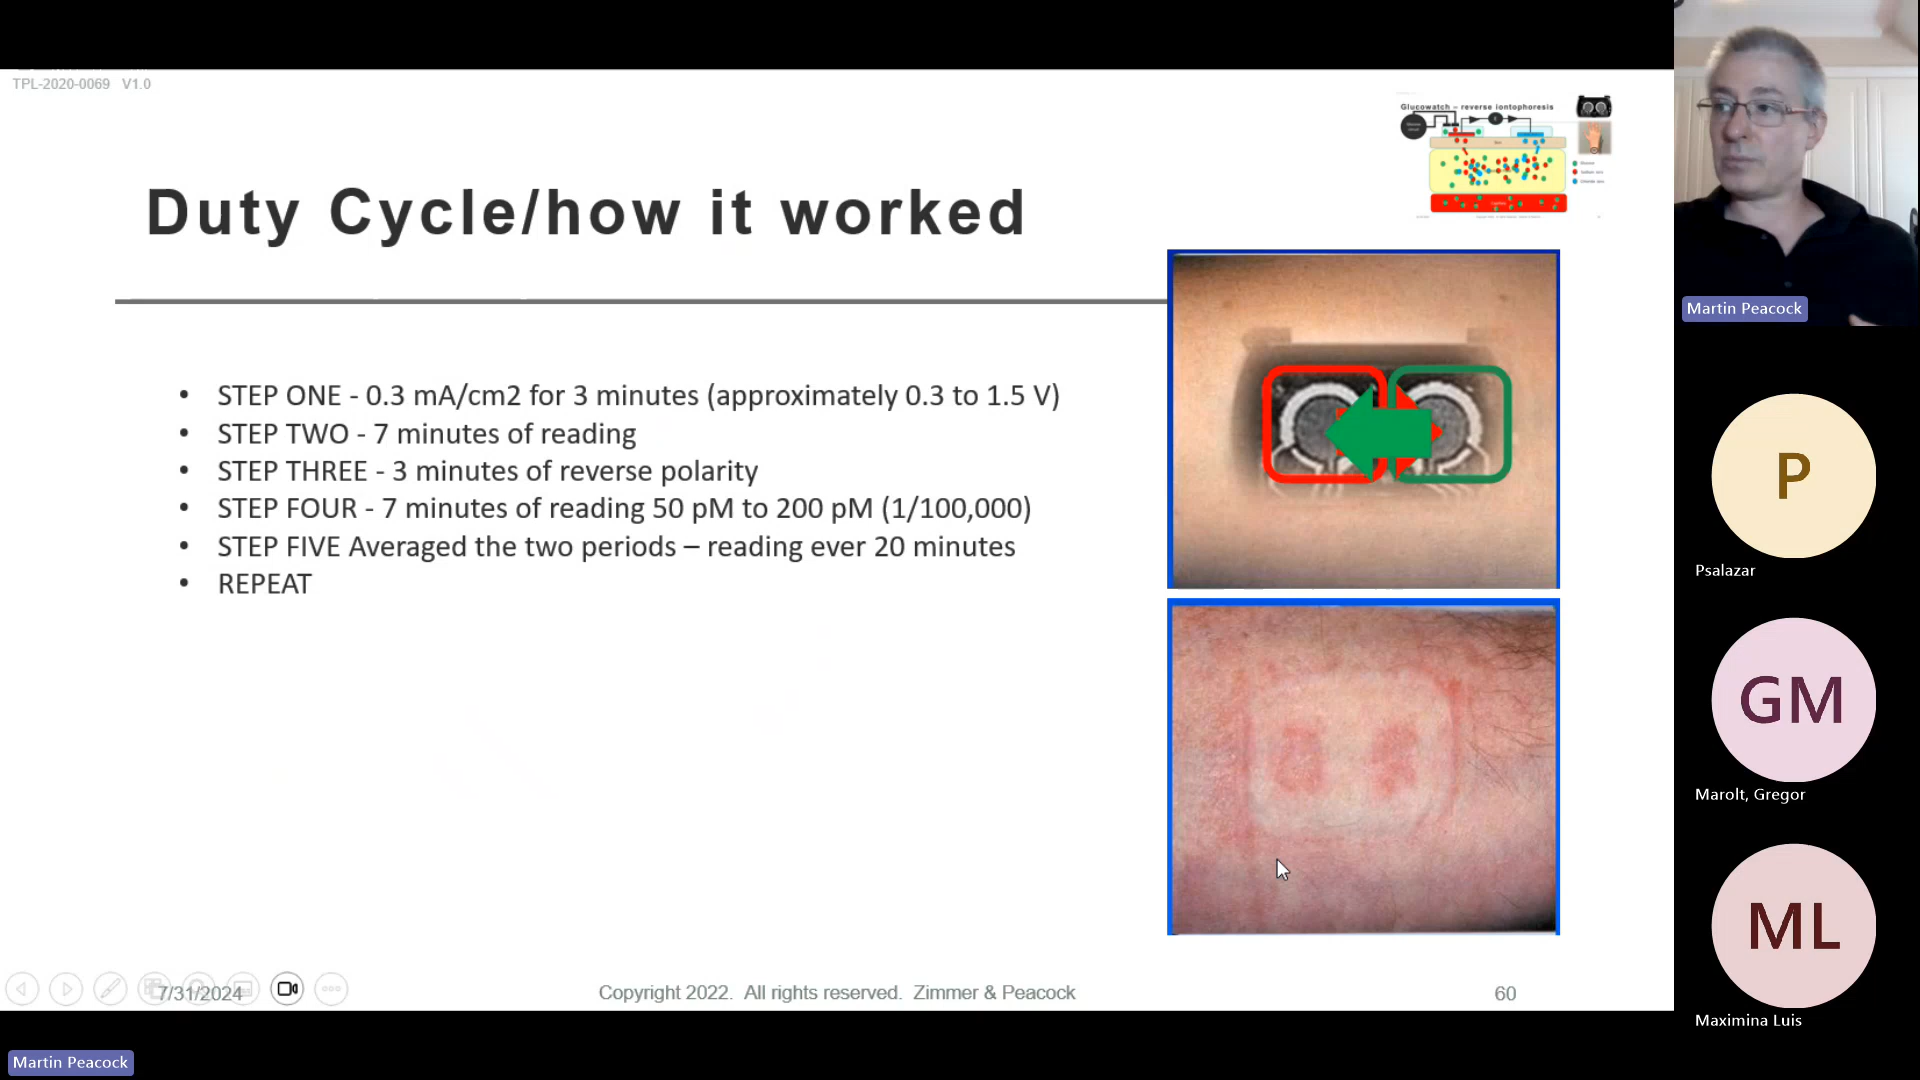 TPL-2020-0069 V1.0
Glucowatch – reverse iontophoresis
Duty Cycle/how it worked
• STEP ONE - 0.3 mA/cm2 for 3 minutes (approximately 0.3 to 1.5 V)
• STEP TWO - 7 minutes of reading
• STEP THREE - 3 minutes of reverse polarity
• STEP FOUR - 7 minutes of reading 50 pM to 200 pM (1/100,000)
• STEP FIVE Averaged the two periods – reading ever 20 minutes
• REPEAT
7/31/2024
Copyright 2022. All rights reserved. Zimmer & Peacock
60
Martin Peacock
Martin Peacock
P
Psalazar
GM
Marolt, Gregor
ML
Maximina Luis